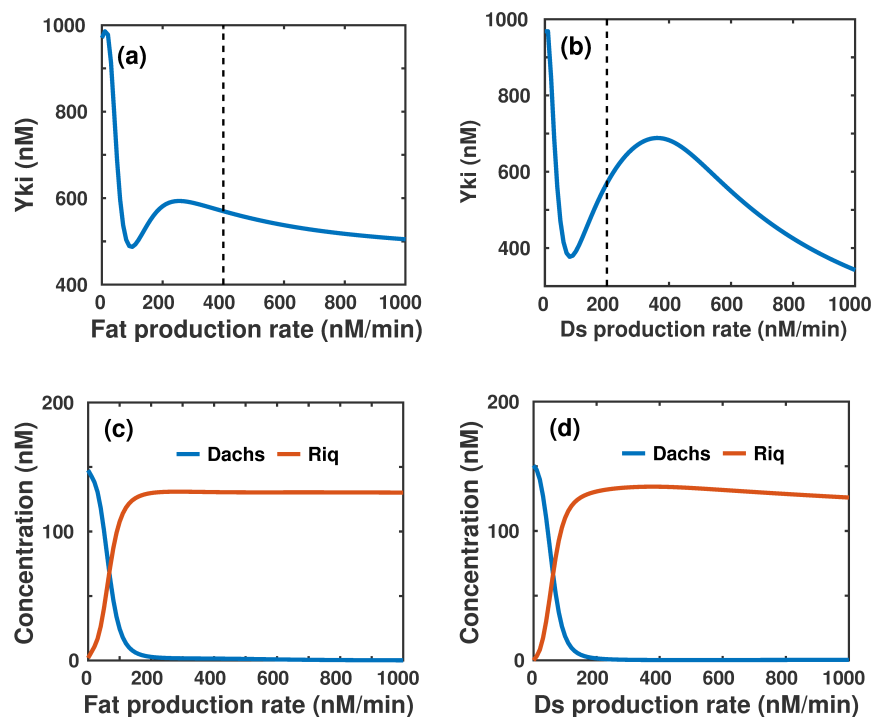 (a)
Yki (nM)
1000
800
600
400
0 200 400 600 800 1000
Fat production rate (nM/min)
(b)
Yki (nM)
1000
800
600
400
0 200 400 600 800 1000
Ds production rate (nM/min)
(c)
Dachs Riq
Concentration (nM)
200
100
0
0 200 400 600 800 1000
Fat production rate (nM/min)
(d)
Dachs Riq
Concentration (nM)
200
100
0
0 200 400 600 800 1000
Ds production rate (nM/min)